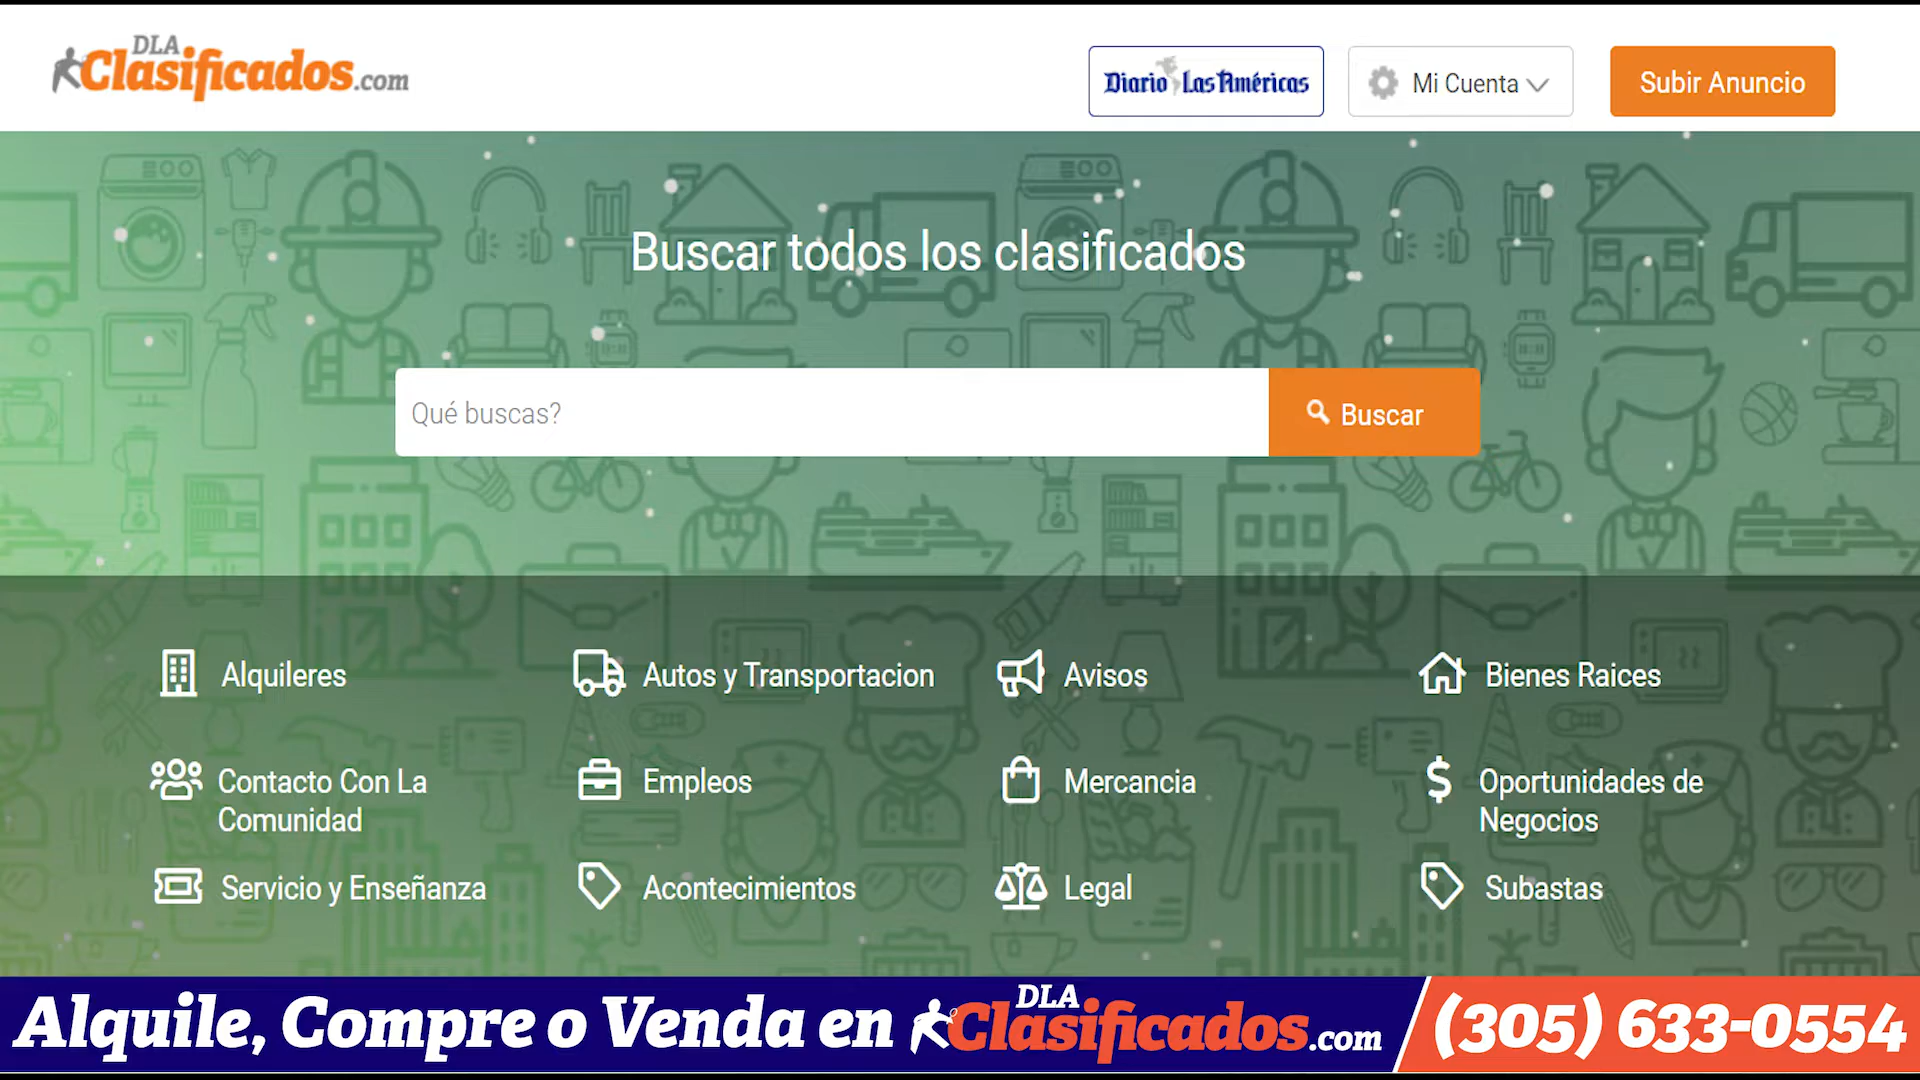 DLA
Clasificados.com
Diario Las Américas
Mi Cuenta
Subir Anuncio
Buscar todos los clasificados
Qué buscas?
Buscar
Alquileres
Autos y Transportacion
Avisos
Bienes Raices
Contacto Con La
Comunidad
Empleos
Mercancia
Oportunidades de
Negocios
Servicio y Enseñanza
Acontecimientos
Legal
Subastas
Alquile, Compre o Venda en DLA Clasificados.com (305) 633-0554